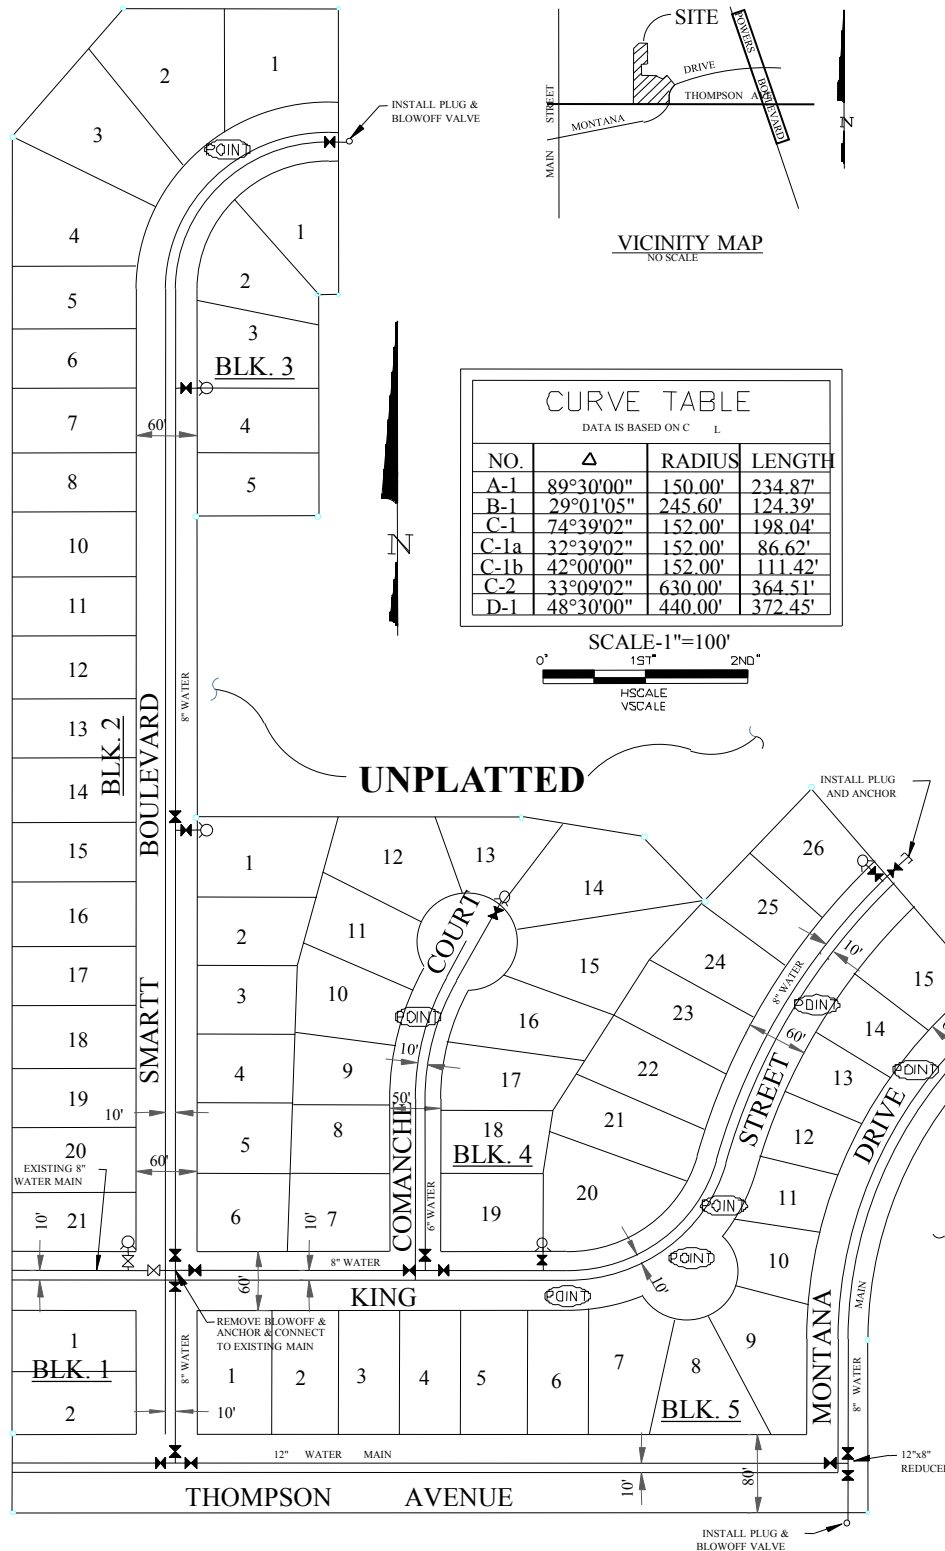 SITE
POWERS
BOULEVARD
DRIVE
THOMPSON
MONTANA
MAIN STREET
N
VICINITY MAP
NO SCALE
INSTALL PLUG &
BLOWOFF VALVE
POINT
1
2
3
4
5
6
7
8
10
11
12
13
14
15
16
17
18
19
20
21
BLK. 2
1
2
3
BLK. 3
4
5
60'
N
CURVE TABLE
DATA IS BASED ON C L
NO. Δ RADIUS LENGTH
A-1 89°30'00" 150.00' 234.87'
B-1 29°01'05" 245.60' 124.39'
C-1 74°39'02" 152.00' 198.04'
C-1a 32°39'02" 152.00' 86.62'
C-1b 42°00'00" 152.00' 111.42'
C-2 33°09'02" 630.00' 364.51'
D-1 48°30'00" 440.00' 372.45'
SCALE-1"=100'
0" 1ST" 2ND"
HSCALE
VSCALE
8" WATER
SMARTT BOULEVARD
UNPLATTED
INSTALL PLUG
AND ANCHOR
10'
60'
EXISTING 8"
WATER MAIN
10'
1
2
3
4
5
6
7
8
9
10
11
12
13
14
15
16
17
18
BLK. 4
19
20
21
22
23
24
25
26
COMANCHE COURT
POINT
10'
50'
6" WATER
8" WATER
10'
60'
STREET
POINT
POINT
POINT
POINT
10'
KING
8" WATER
10'
60'
10
11
12
13
14
15
POINT
MONTANA DRIVE
8" WATER MAIN
REMOVE BLOWOFF &
ANCHOR & CONNECT
TO EXISTING MAIN
1
BLK. 1
2
8" WATER
10'
1
2
3
4
5
6
7
8
9
BLK. 5
12" WATER MAIN
10'
80'
12"x8"
REDUCER
THOMPSON AVENUE
INSTALL PLUG &
BLOWOFF VALVE